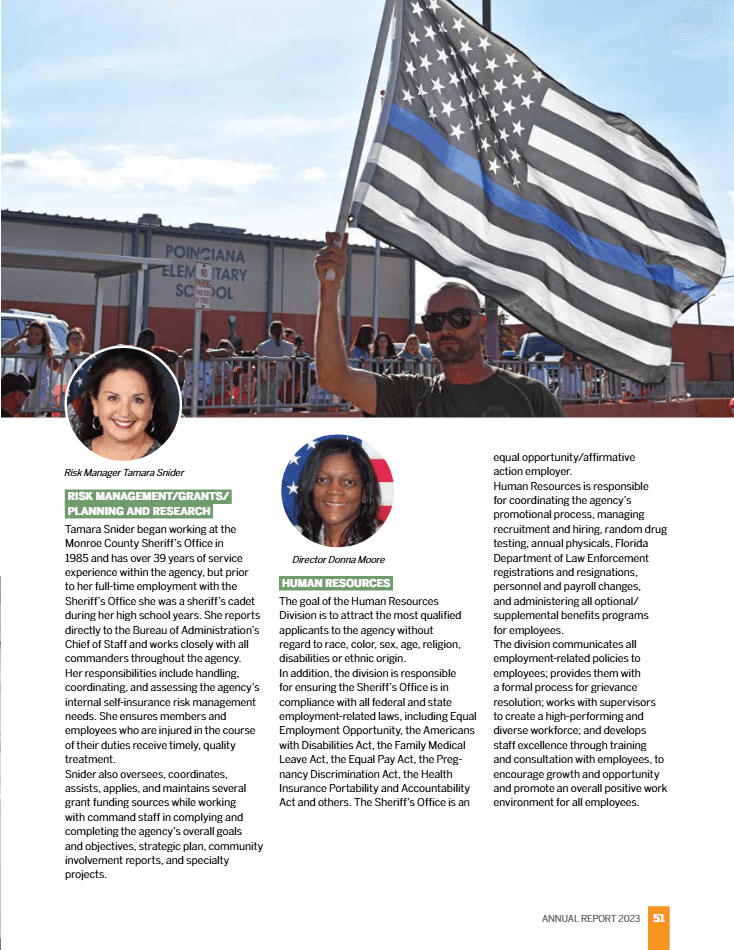 POINCIANA
ELEMENTARY
SCHOOL
NO
PARKING
Risk Manager Tamara Snider
RISK MANAGEMENT/GRANTS/
PLANNING AND RESEARCH
Tamara Snider began working at the
Monroe County Sheriff's Office in
1985 and has over 39 years of service
experience within the agency, but prior
to her full-time employment with the
Sheriff's Office she was a sheriff's cadet
during her high school years. She reports
directly to the Bureau of Administration's
Chief of Staff and works closely with all
commanders throughout the agency.
Her responsibilities include handling,
coordinating, and assessing the agency's
internal self-insurance risk management
needs. She ensures members and
employees who are injured in the course
of their duties receive timely, quality
treatment.
Snider also oversees, coordinates,
assists, applies, and maintains several
grant funding sources while working
with command staff in complying and
completing the agency's overall goals
and objectives, strategic plan, community
involvement reports, and specialty
projects.
Director Donna Moore
HUMAN RESOURCES
The goal of the Human Resources
Division is to attract the most qualified
applicants to the agency without
regard to race, color, sex, age, religion,
disabilities or ethnic origin.
In addition, the division is responsible
for ensuring the Sheriff's Office is in
compliance with all federal and state
employment-related laws, including Equal
Employment Opportunity, the Americans
with Disabilities Act, the Family Medical
Leave Act, the Equal Pay Act, the Preg-
nancy Discrimination Act, the Health
Insurance Portability and Accountability
Act and others. The Sheriff's Office is an
equal opportunity/affirmative
action employer.
Human Resources is responsible
for coordinating the agency's
promotional process, managing
recruitment and hiring, random drug
testing, annual physicals, Florida
Department of Law Enforcement
registrations and resignations,
personnel and payroll changes,
and administering all optional/
supplemental benefits programs
for employees.
The division communicates all
employment-related policies to
employees; provides them with
a formal process for grievance
resolution; works with supervisors
to create a high-performing and
diverse workforce; and develops
staff excellence through training
and consultation with employees, to
encourage growth and opportunity
and promote an overall positive work
environment for all employees.
ANNUAL REPORT 2023 51